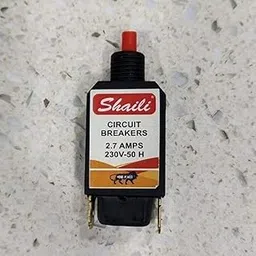 Shaili
CIRCUIT
BREAKERS
2.7 AMPS
230V-50 H